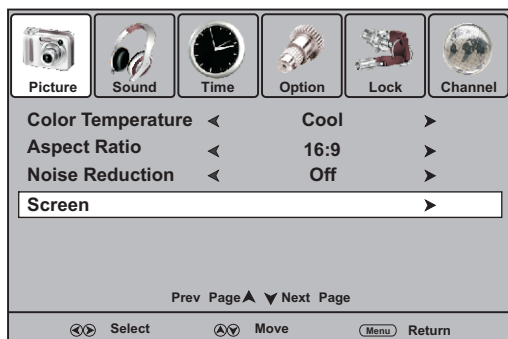 Picture Sound Time Option Lock Channel
Color Temperature Cool
Aspect Ratio 16:9
Noise Reduction Off
Screen
Prev Page Next Page
Select Move Menu Return